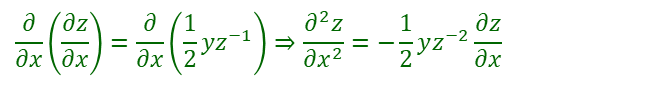 ∂/∂x (∂z/∂x) = ∂/∂x (1/2 yz⁻¹) ⇒ ∂²z/∂x² = −1/2 yz⁻² ∂z/∂x